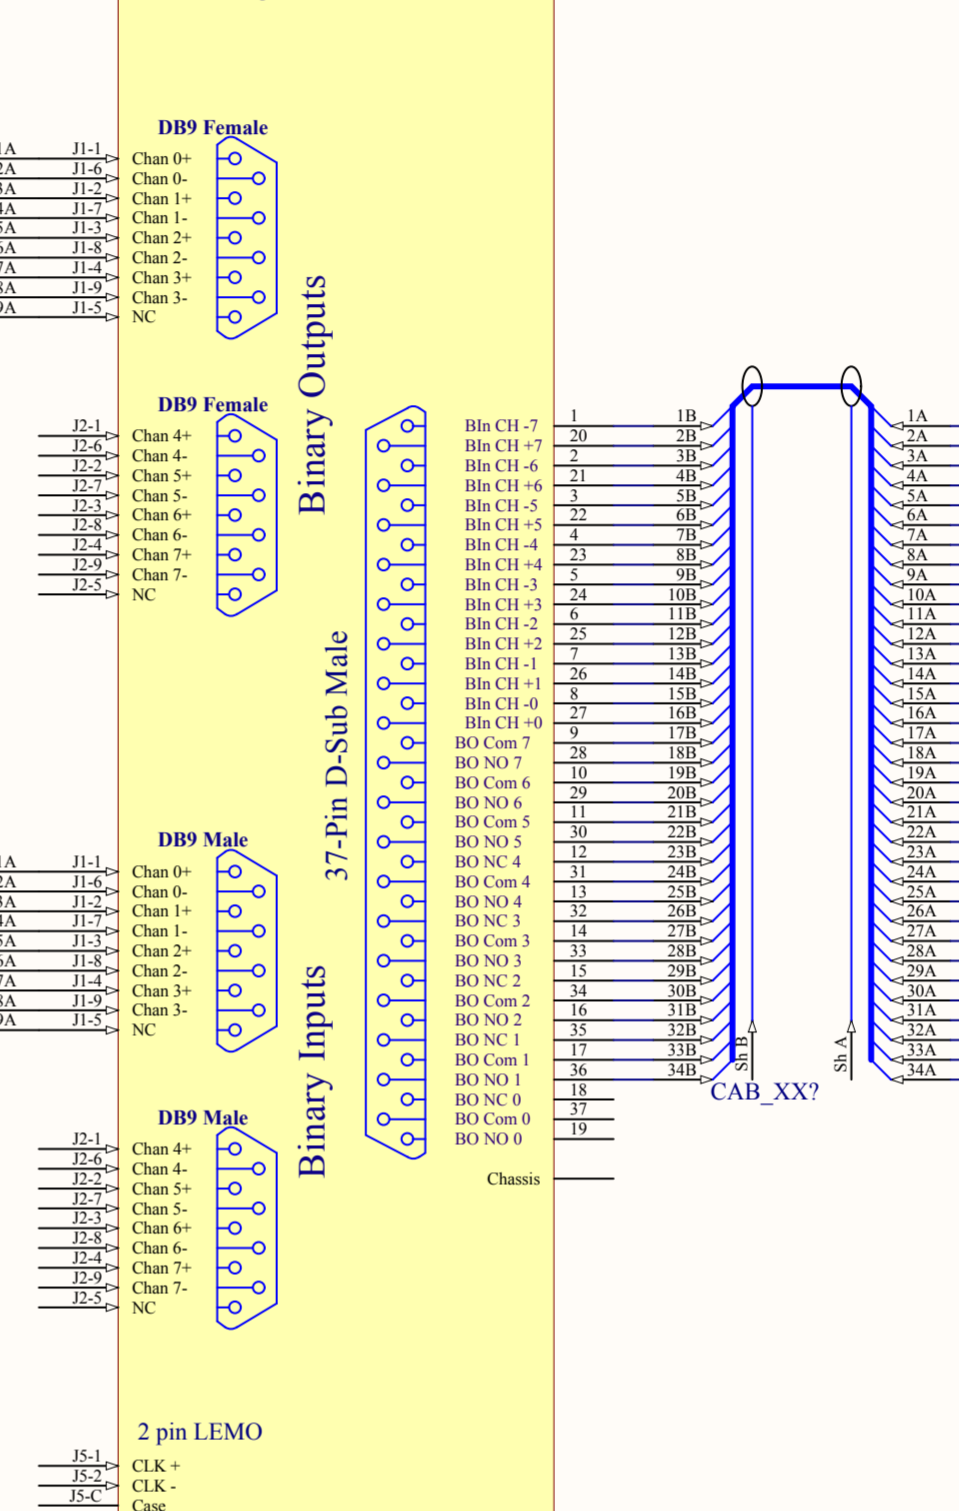 DB9 Female
1A J1-1 Chan 0+
2A J1-6 Chan 0-
3A J1-2 Chan 1+
4A J1-7 Chan 1-
5A J1-3 Chan 2+
6A J1-8 Chan 2-
7A J1-4 Chan 3+
8A J1-9 Chan 3-
9A J1-5 NC
Binary Outputs
DB9 Female
J2-1 Chan 4+
J2-6 Chan 4-
J2-2 Chan 5+
J2-7 Chan 5-
J2-3 Chan 6+
J2-8 Chan 6-
J2-4 Chan 7+
J2-9 Chan 7-
J2-5 NC
37-Pin D-Sub Male
BIn CH -7 1 1B 1A
BIn CH +7 20 2B 2A
BIn CH -6 2 3B 3A
BIn CH +6 21 4B 4A
BIn CH -5 3 5B 5A
BIn CH +5 22 6B 6A
BIn CH -4 4 7B 7A
BIn CH +4 23 8B 8A
BIn CH -3 5 9B 9A
BIn CH +3 24 10B 10A
BIn CH -2 6 11B 11A
BIn CH +2 25 12B 12A
BIn CH -1 7 13B 13A
BIn CH +1 26 14B 14A
BIn CH -0 8 15B 15A
BIn CH +0 27 16B 16A
BO Com 7 9 17B 17A
BO NO 7 28 18B 18A
BO Com 6 10 19B 19A
BO NO 6 29 20B 20A
BO Com 5 11 21B 21A
BO NO 5 30 22B 22A
BO NC 4 12 23B 23A
BO Com 4 31 24B 24A
BO NO 4 13 25B 25A
BO NC 3 32 26B 26A
BO Com 3 14 27B 27A
BO NO 3 33 28B 28A
BO NC 2 15 29B 29A
BO Com 2 34 30B 30A
BO NO 2 16 31B 31A
BO NC 1 35 32B 32A
BO Com 1 17 33B 33A
BO NO 1 36 34B 34A
BO NC 0 18
BO Com 0 37
BO NO 0 19
Chassis
Sh B
Sh A
CAB_XX?
DB9 Male
1A J1-1 Chan 0+
2A J1-6 Chan 0-
3A J1-2 Chan 1+
4A J1-7 Chan 1-
5A J1-3 Chan 2+
6A J1-8 Chan 2-
7A J1-4 Chan 3+
8A J1-9 Chan 3-
9A J1-5 NC
Binary Inputs
DB9 Male
J2-1 Chan 4+
J2-6 Chan 4-
J2-2 Chan 5+
J2-7 Chan 5-
J2-3 Chan 6+
J2-8 Chan 6-
J2-4 Chan 7+
J2-9 Chan 7-
J2-5 NC
2 pin LEMO
J5-1 CLK +
J5-2 CLK -
J5-C Case